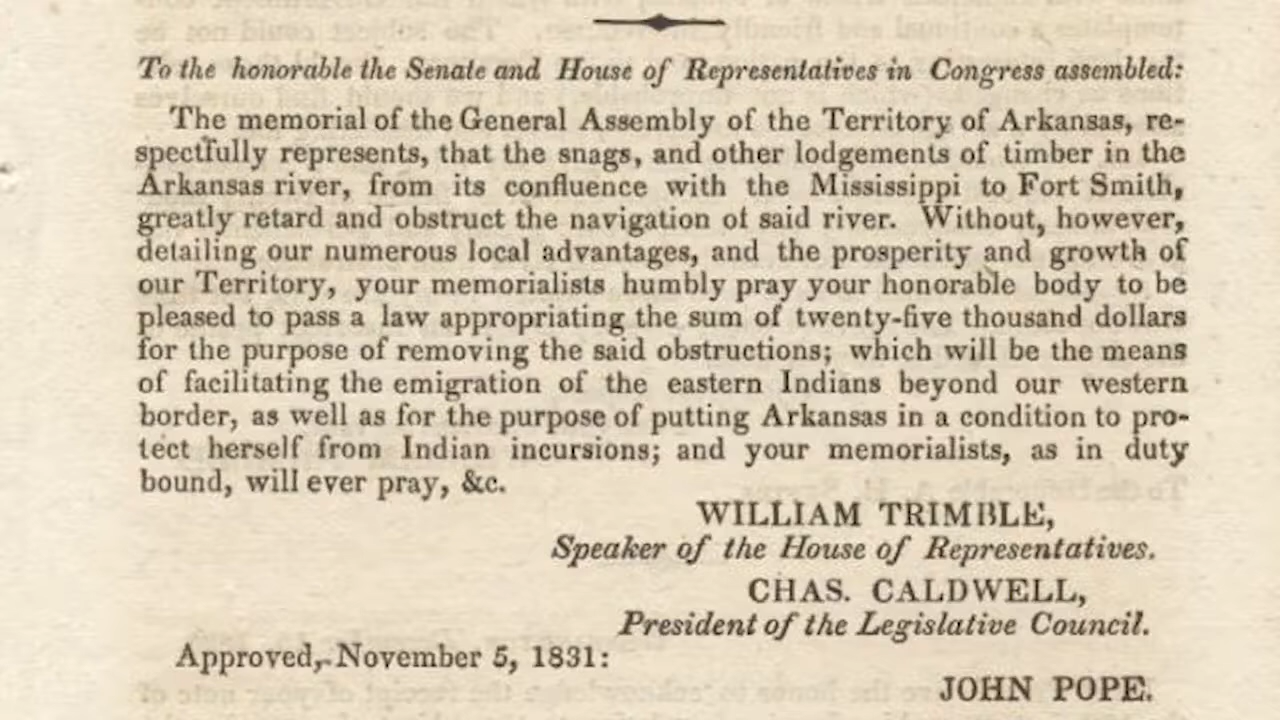 To the honorable the Senate and House of Representatives in Congress assembled:
The memorial of the General Assembly of the Territory of Arkansas, re-
spectfully represents, that the snags, and other lodgements of timber in the
Arkansas river, from its confluence with the Mississippi to Fort Smith,
greatly retard and obstruct the navigation of said river. Without, however,
detailing our numerous local advantages, and the prosperity and growth of
our Territory, your memorialists humbly pray your honorable body to be
pleased to pass a law appropriating the sum of twenty-five thousand dollars
for the purpose of removing the said obstructions; which will be the means
of facilitating the emigration of the eastern Indians beyond our western
border, as well as for the purpose of putting Arkansas in a condition to pro-
tect herself from Indian incursions; and your memorialists, as in duty
bound, will ever pray, &c.
WILLIAM TRIMBLE,
Speaker of the House of Representatives.
CHAS. CALDWELL,
President of the Legislative Council.
Approved, November 5, 1831:
JOHN POPE.